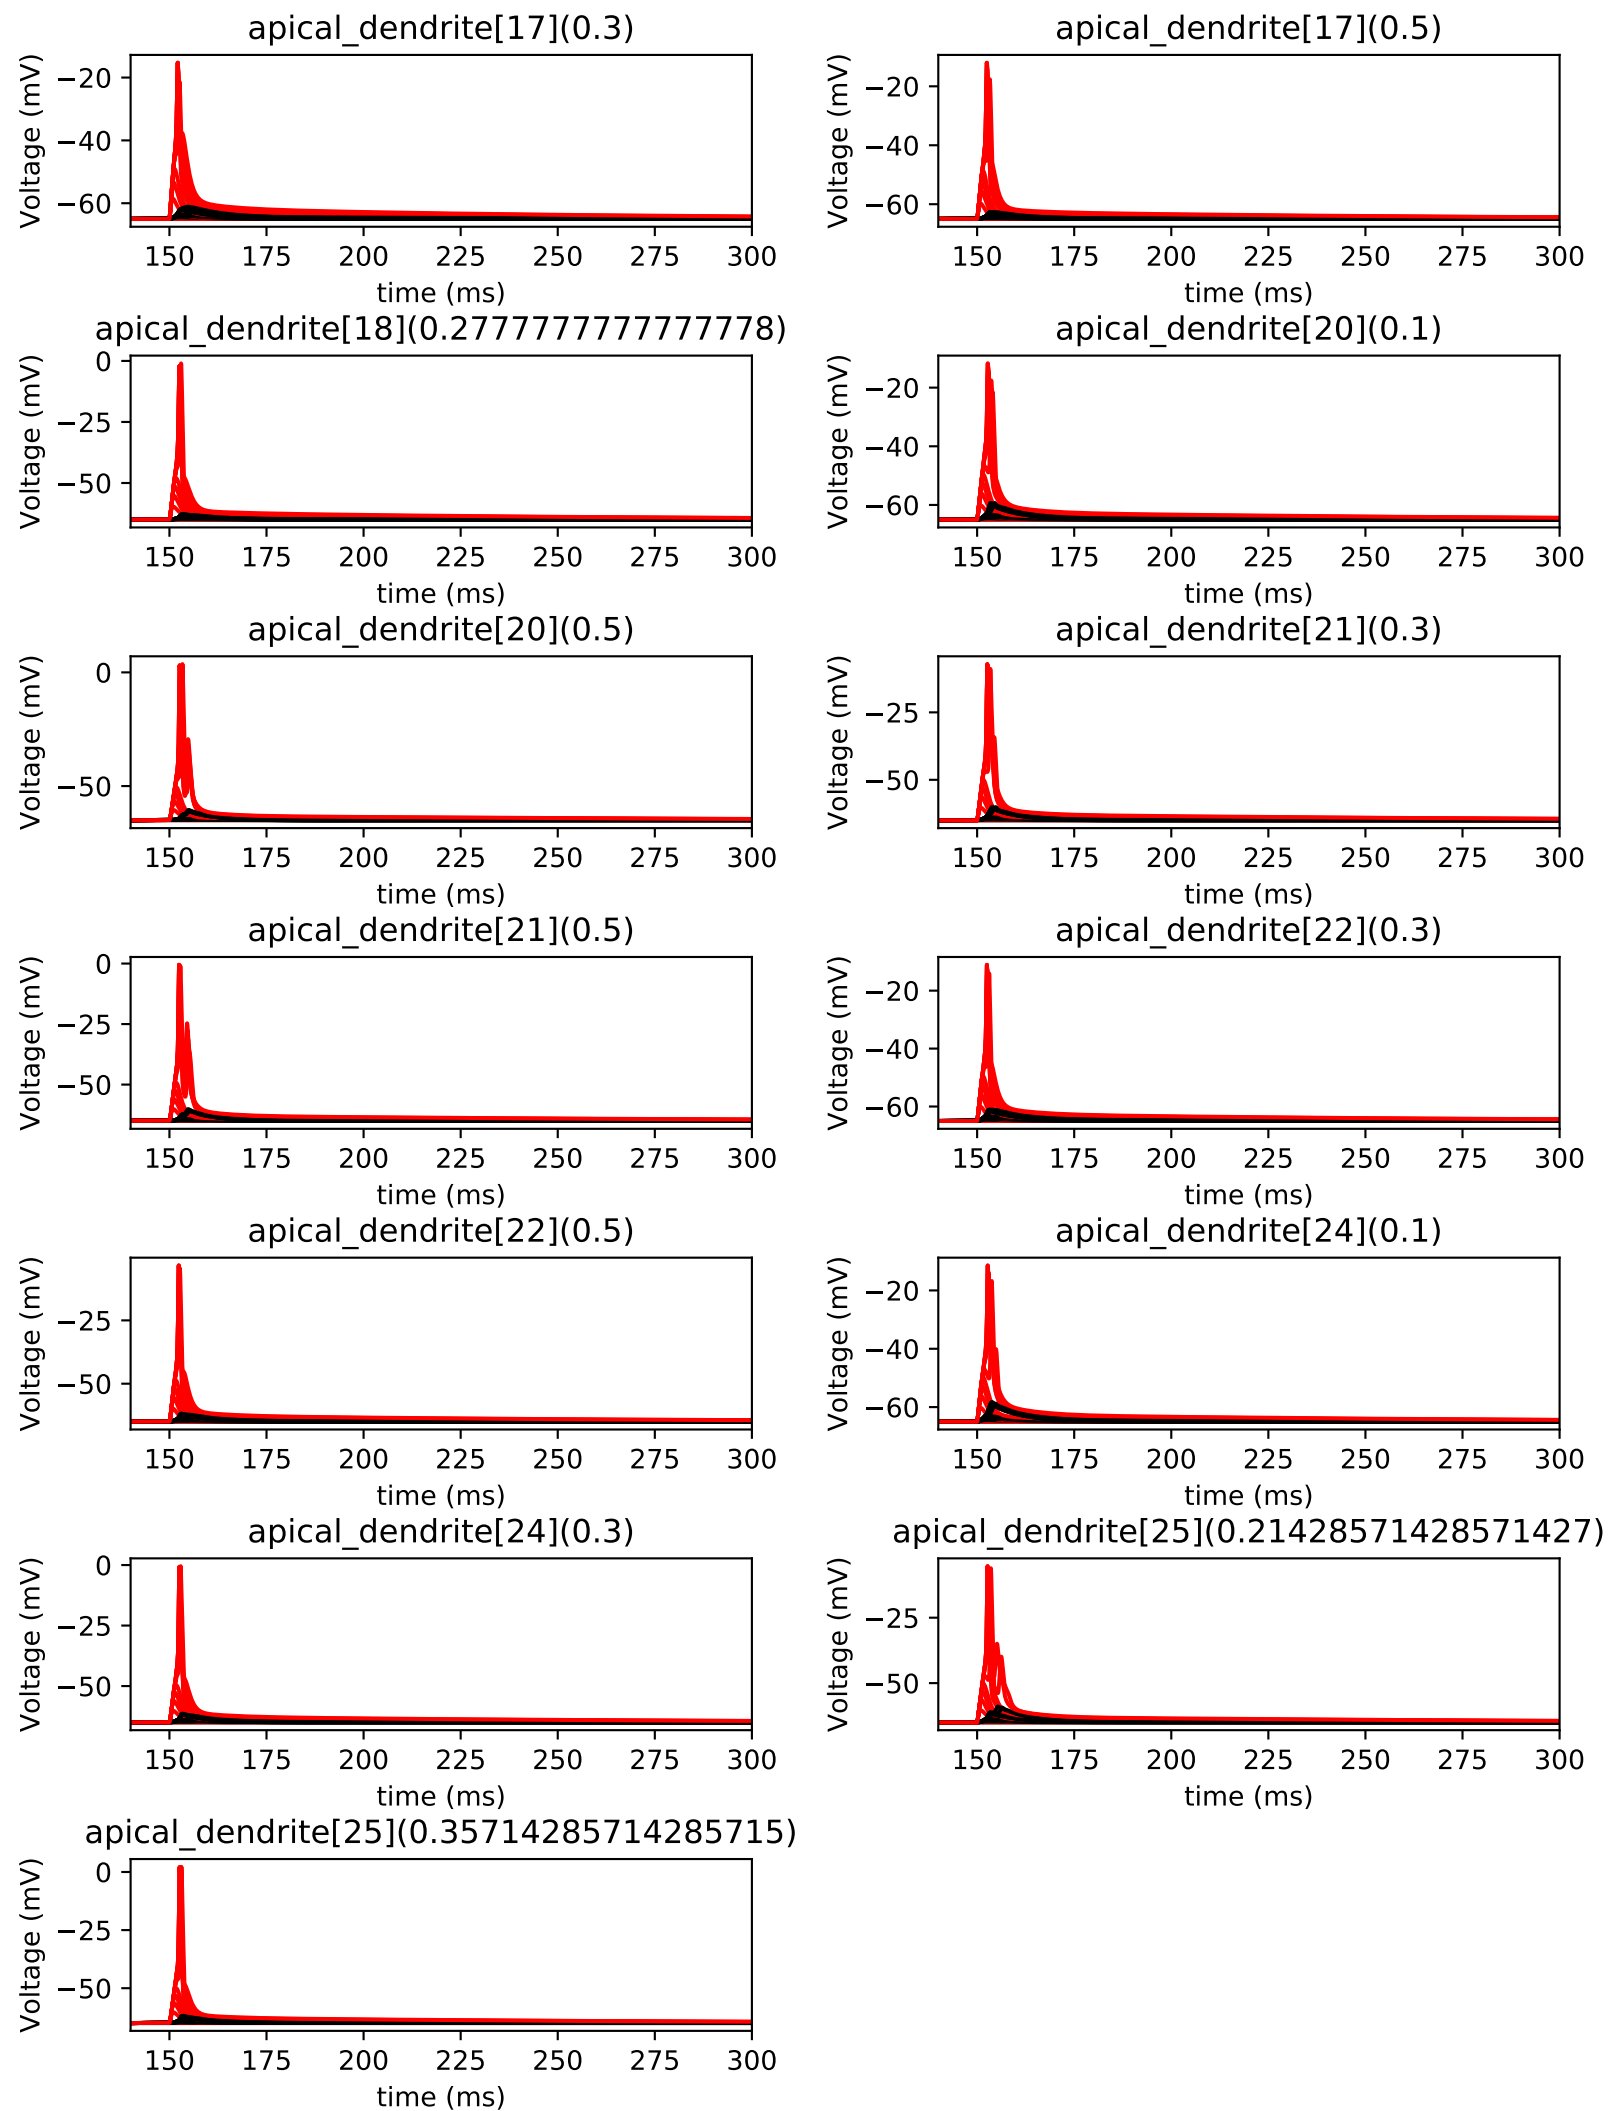 apical_dendrite[17](0.3)
Voltage (mV)
−20
−40
−60
150 175 200 225 250 275 300
time (ms)
apical_dendrite[17](0.5)
Voltage (mV)
−20
−40
−60
150 175 200 225 250 275 300
time (ms)
apical_dendrite[18](0.2777777777777778)
Voltage (mV)
0
−25
−50
150 175 200 225 250 275 300
time (ms)
apical_dendrite[20](0.1)
Voltage (mV)
−20
−40
−60
150 175 200 225 250 275 300
time (ms)
apical_dendrite[20](0.5)
Voltage (mV)
0
−50
150 175 200 225 250 275 300
time (ms)
apical_dendrite[21](0.3)
Voltage (mV)
−25
−50
150 175 200 225 250 275 300
time (ms)
apical_dendrite[21](0.5)
Voltage (mV)
0
−25
−50
150 175 200 225 250 275 300
time (ms)
apical_dendrite[22](0.3)
Voltage (mV)
−20
−40
−60
150 175 200 225 250 275 300
time (ms)
apical_dendrite[22](0.5)
Voltage (mV)
−25
−50
150 175 200 225 250 275 300
time (ms)
apical_dendrite[24](0.1)
Voltage (mV)
−20
−40
−60
150 175 200 225 250 275 300
time (ms)
apical_dendrite[24](0.3)
Voltage (mV)
0
−25
−50
150 175 200 225 250 275 300
time (ms)
apical_dendrite[25](0.21428571428571427)
Voltage (mV)
−25
−50
150 175 200 225 250 275 300
time (ms)
apical_dendrite[25](0.35714285714285715)
Voltage (mV)
0
−25
−50
150 175 200 225 250 275 300
time (ms)